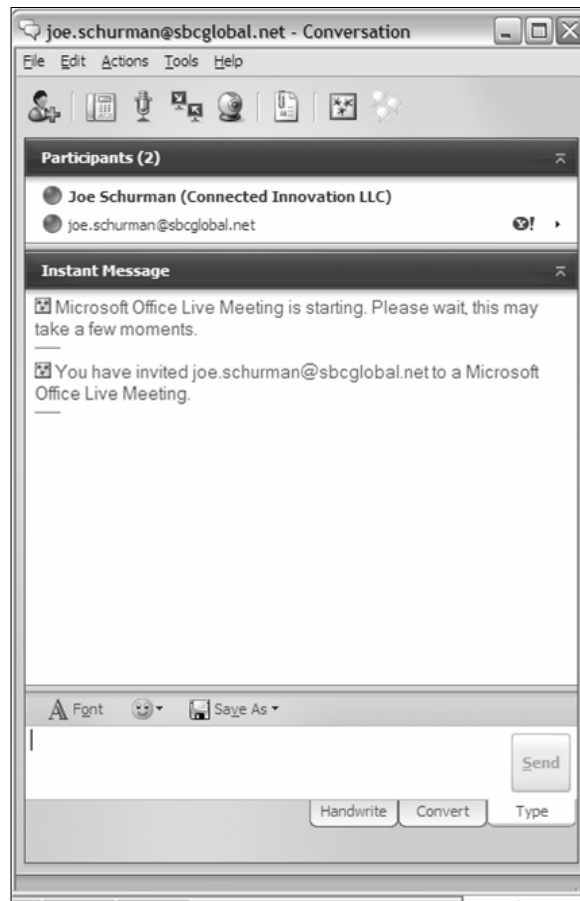 joe.schurman@sbcglobal.net - Conversation
File Edit Actions Tools Help
Participants (2)
Joe Schurman (Connected Innovation LLC)
joe.schurman@sbcglobal.net Y!
Instant Message
Microsoft Office Live Meeting is starting. Please wait, this may
take a few moments.
You have invited joe.schurman@sbcglobal.net to a Microsoft
Office Live Meeting.
A Font Save As
Send
Handwrite Convert Type